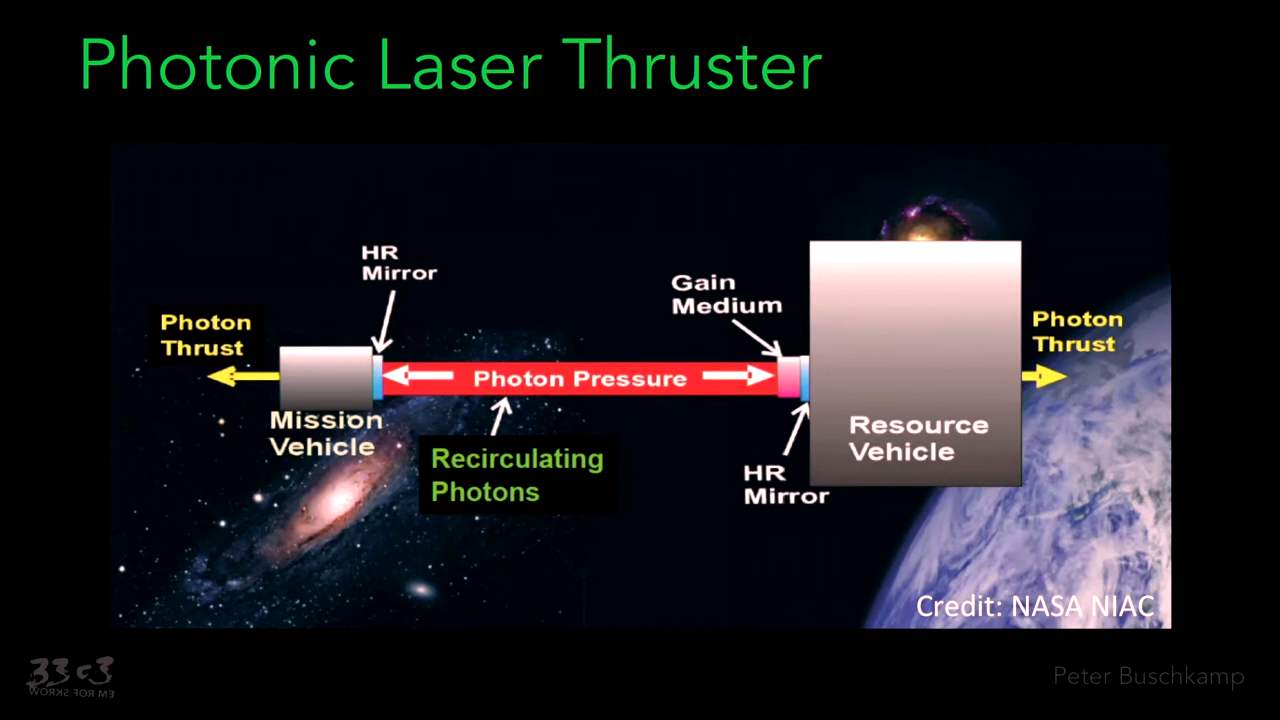 Photonic Laser Thruster
HR
Mirror
Gain
Medium
Photon
Thrust
Photon
Thrust
Photon Pressure
Mission
Vehicle
Resource
Vehicle
Recirculating
Photons
HR
Mirror
Credit: NASA NIAC
33c3
WORKS FOR ME
Peter Buschkamp